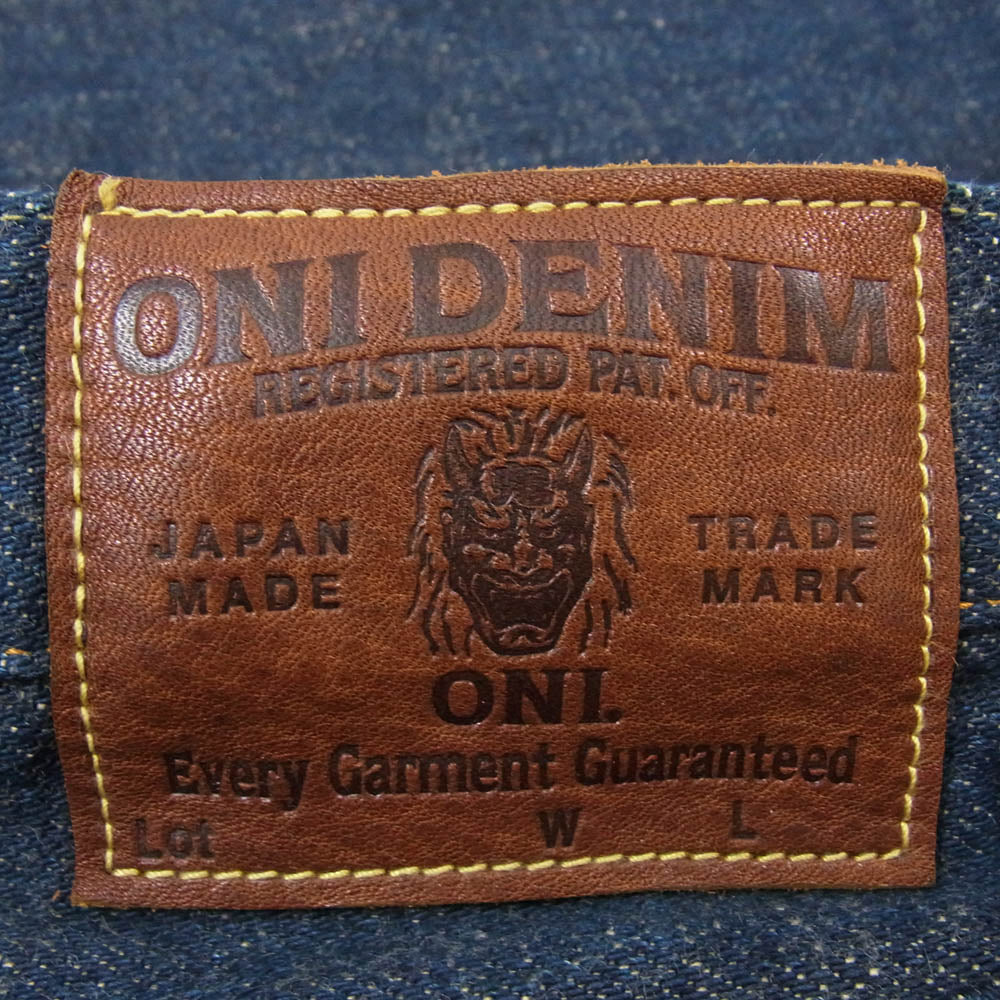 ONI DENIM
REGISTERED PAT. OFF.
JAPAN MADE
TRADE MARK
ONI.
Every Garment Guaranteed
Lot W L